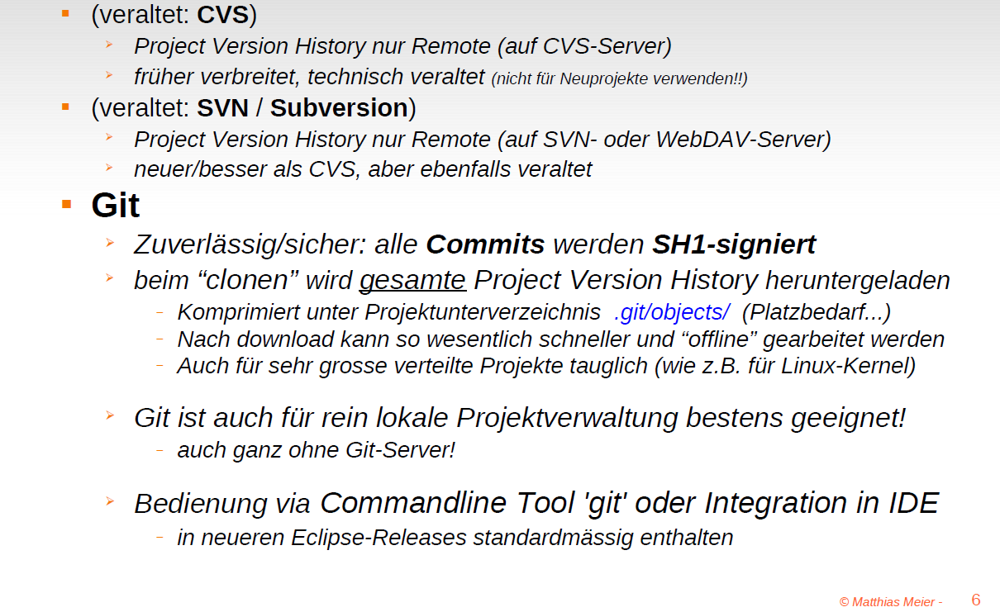 (veraltet: CVS)
Project Version History nur Remote (auf CVS-Server)
früher verbreitet, technisch veraltet (nicht für Neuprojekte verwenden!!)
(veraltet: SVN / Subversion)
Project Version History nur Remote (auf SVN- oder WebDAV-Server)
neuer/besser als CVS, aber ebenfalls veraltet
Git
Zuverlässig/sicher: alle Commits werden SH1-signiert
beim “clonen” wird gesamte Project Version History heruntergeladen
Komprimiert unter Projektunterverzeichnis .git/objects/ (Platzbedarf...)
Nach download kann so wesentlich schneller und “offline” gearbeitet werden
Auch für sehr grosse verteilte Projekte tauglich (wie z.B. für Linux-Kernel)
Git ist auch für rein lokale Projektverwaltung bestens geeignet!
auch ganz ohne Git-Server!
Bedienung via Commandline Tool 'git' oder Integration in IDE
in neueren Eclipse-Releases standardmässig enthalten
© Matthias Meier - 6